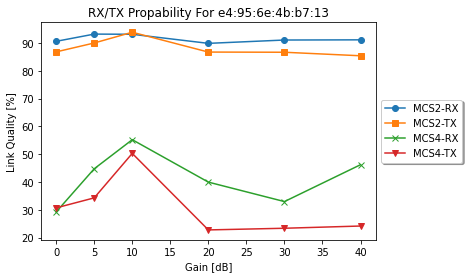 RX/TX Propability For e4:95:6e:4b:b7:13
Link Quality [%]
90
80
70
60
50
40
30
20
0 5 10 15 20 25 30 35 40
Gain [dB]
MCS2-RX
MCS2-TX
MCS4-RX
MCS4-TX